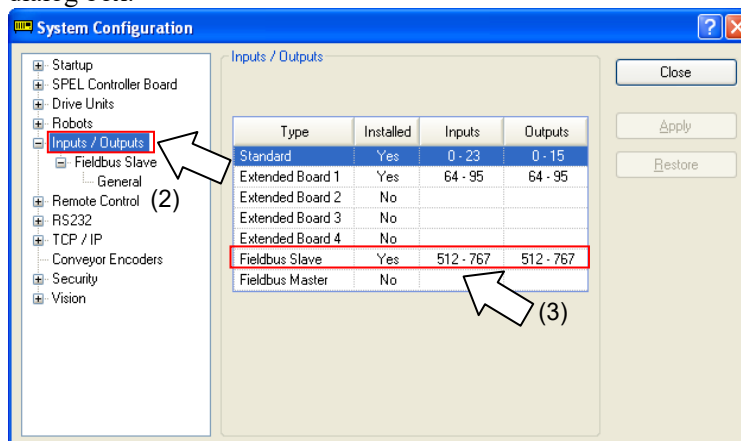 dialog box.
System Configuration
Startup
SPEL Controller Board
Drive Units
Robots
Inputs / Outputs
Fieldbus Slave
General
Remote Control
(2)
RS232
TCP / IP
Conveyor Encoders
Security
Vision
Inputs / Outputs
Type Installed Inputs Outputs
Standard Yes 0 - 23 0 - 15
Extended Board 1 Yes 64 - 95 64 - 95
Extended Board 2 No
Extended Board 3 No
Extended Board 4 No
Fieldbus Slave Yes 512 - 767 512 - 767
Fieldbus Master No
(3)
Close
Apply
Restore